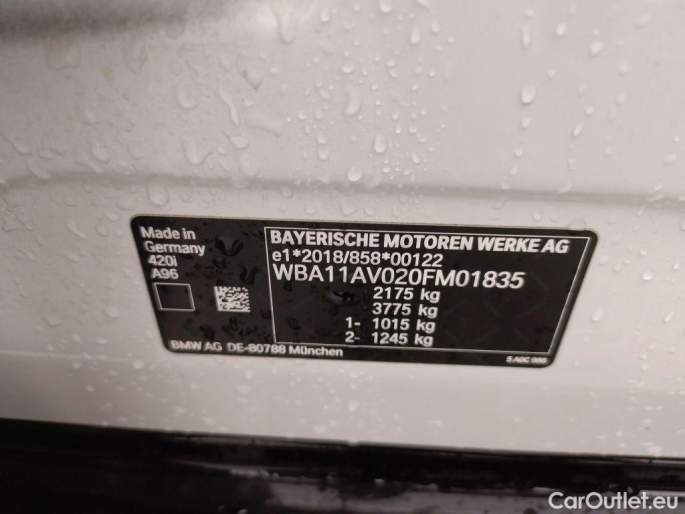 Made in
Germany
420i
A96
BAYERISCHE MOTOREN WERKE AG
e1*2018/858*00122
WBA11AV020FM01835
2175 kg
3775 kg
1- 1015 kg
2- 1245 kg
BMW AG DE-80788 München
CarOutlet.eu